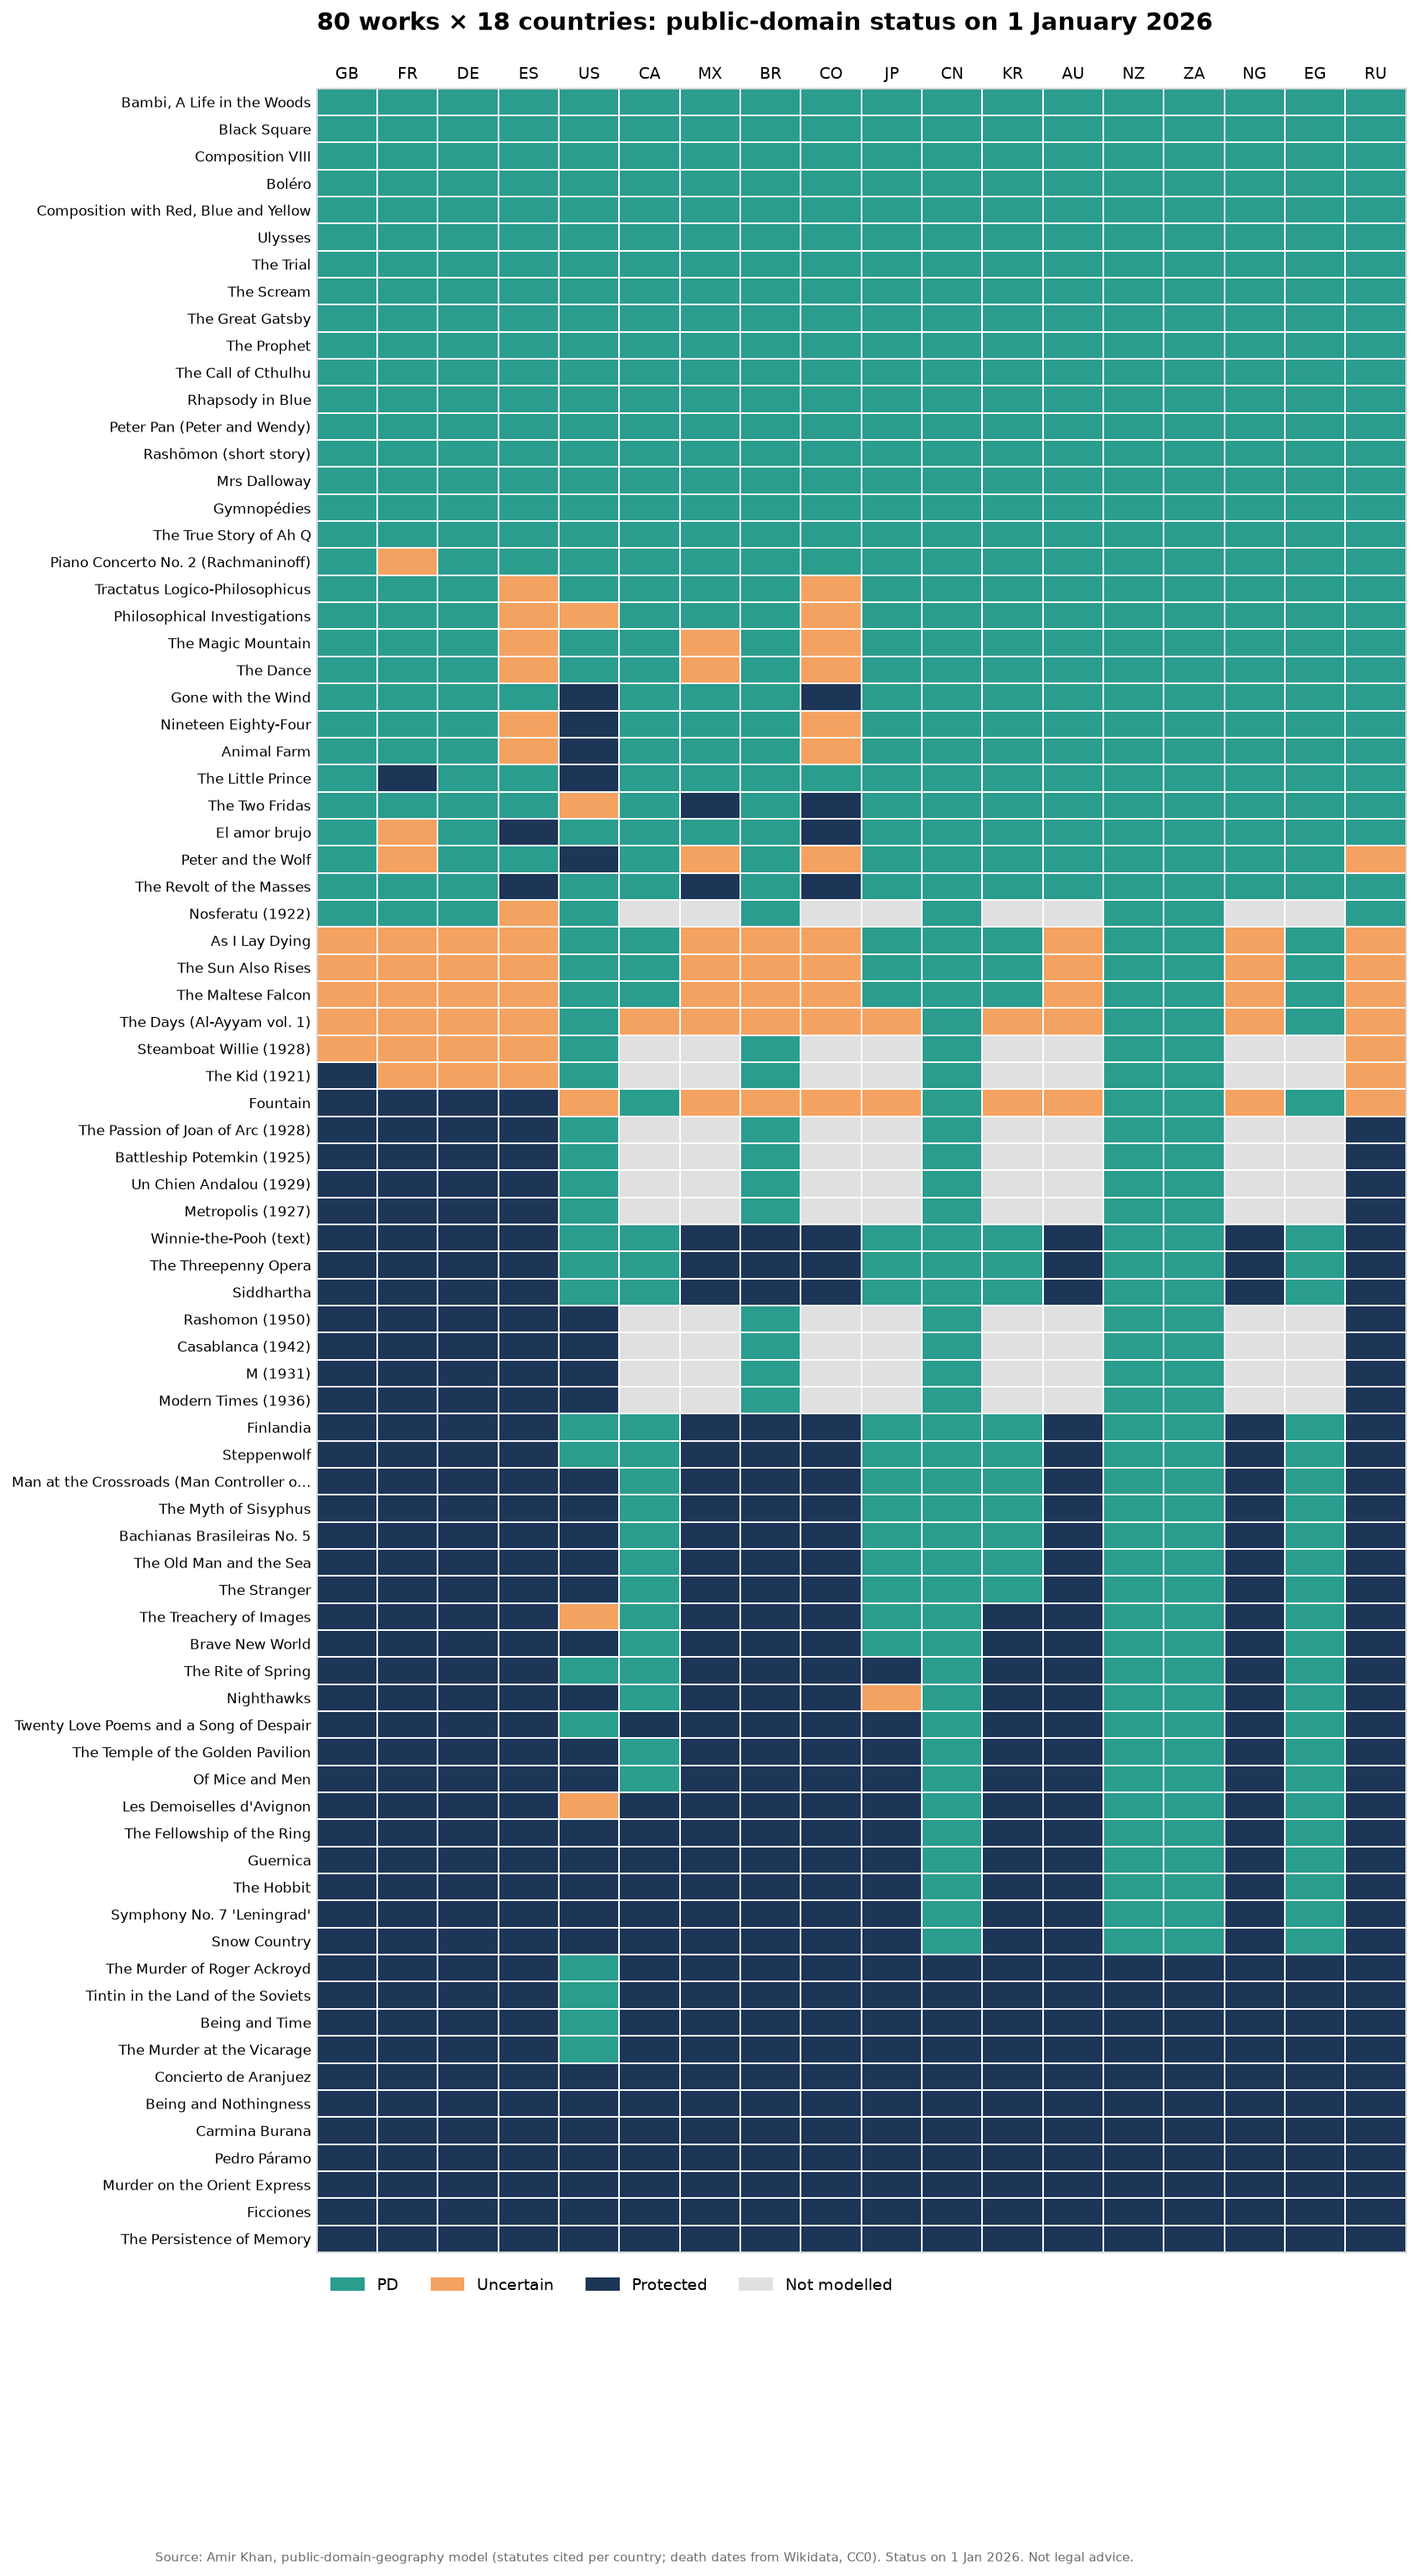 80 works × 18 countries: public-domain status on 1 January 2026
GB FR DE ES US CA MX BR CO JP CN KR AU NZ ZA NG EG RU
Bambi, A Life in the Woods
Black Square
Composition VIII
Boléro
Composition with Red, Blue and Yellow
Ulysses
The Trial
The Scream
The Great Gatsby
The Prophet
The Call of Cthulhu
Rhapsody in Blue
Peter Pan (Peter and Wendy)
Rashōmon (short story)
Mrs Dalloway
Gymnopédies
The True Story of Ah Q
Piano Concerto No. 2 (Rachmaninoff)
Tractatus Logico-Philosophicus
Philosophical Investigations
The Magic Mountain
The Dance
Gone with the Wind
Nineteen Eighty-Four
Animal Farm
The Little Prince
The Two Fridas
El amor brujo
Peter and the Wolf
The Revolt of the Masses
Nosferatu (1922)
As I Lay Dying
The Sun Also Rises
The Maltese Falcon
The Days (Al-Ayyam vol. 1)
Steamboat Willie (1928)
The Kid (1921)
Fountain
The Passion of Joan of Arc (1928)
Battleship Potemkin (1925)
Un Chien Andalou (1929)
Metropolis (1927)
Winnie-the-Pooh (text)
The Threepenny Opera
Siddhartha
Rashomon (1950)
Casablanca (1942)
M (1931)
Modern Times (1936)
Finlandia
Steppenwolf
Man at the Crossroads (Man Controller o…
The Myth of Sisyphus
Bachianas Brasileiras No. 5
The Old Man and the Sea
The Stranger
The Treachery of Images
Brave New World
The Rite of Spring
Nighthawks
Twenty Love Poems and a Song of Despair
The Temple of the Golden Pavilion
Of Mice and Men
Les Demoiselles d'Avignon
The Fellowship of the Ring
Guernica
The Hobbit
Symphony No. 7 'Leningrad'
Snow Country
The Murder of Roger Ackroyd
Tintin in the Land of the Soviets
Being and Time
The Murder at the Vicarage
Concierto de Aranjuez
Being and Nothingness
Carmina Burana
Pedro Páramo
Murder on the Orient Express
Ficciones
The Persistence of Memory
PD Uncertain Protected Not modelled
Source: Amir Khan, public-domain-geography model (statutes cited per country; death dates from Wikidata, CC0). Status on 1 Jan 2026. Not legal advice.